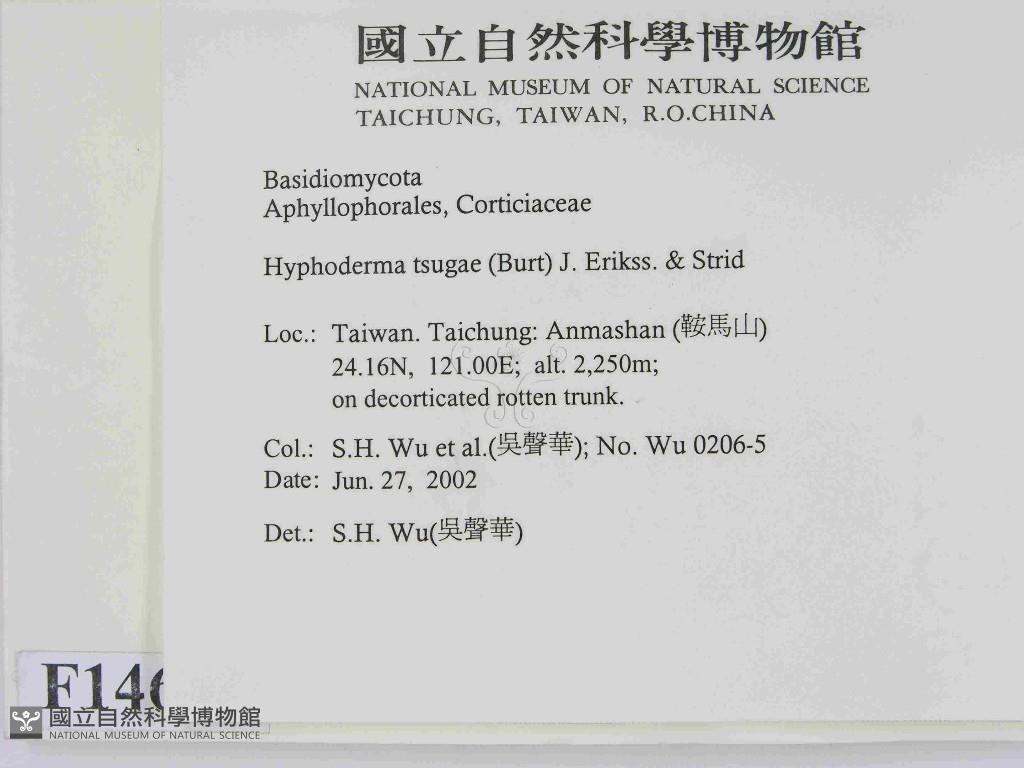 國立自然科學博物館
NATIONAL MUSEUM OF NATURAL SCIENCE
TAICHUNG, TAIWAN, R.O.CHINA
Basidiomycota
Aphyllophorales, Corticiaceae
Hyphoderma tsugae (Burt) J. Erikss. & Strid
Loc.: Taiwan. Taichung: Anmashan (鞍馬山)
24.16N, 121.00E; alt. 2,250m;
on decorticated rotten trunk.
Col.: S.H. Wu et al.(吳聲華); No. Wu 0206-5
Date: Jun. 27, 2002
Det.: S.H. Wu(吳聲華)
國立自然科學博物館
NATIONAL MUSEUM OF NATURAL SCIENCE